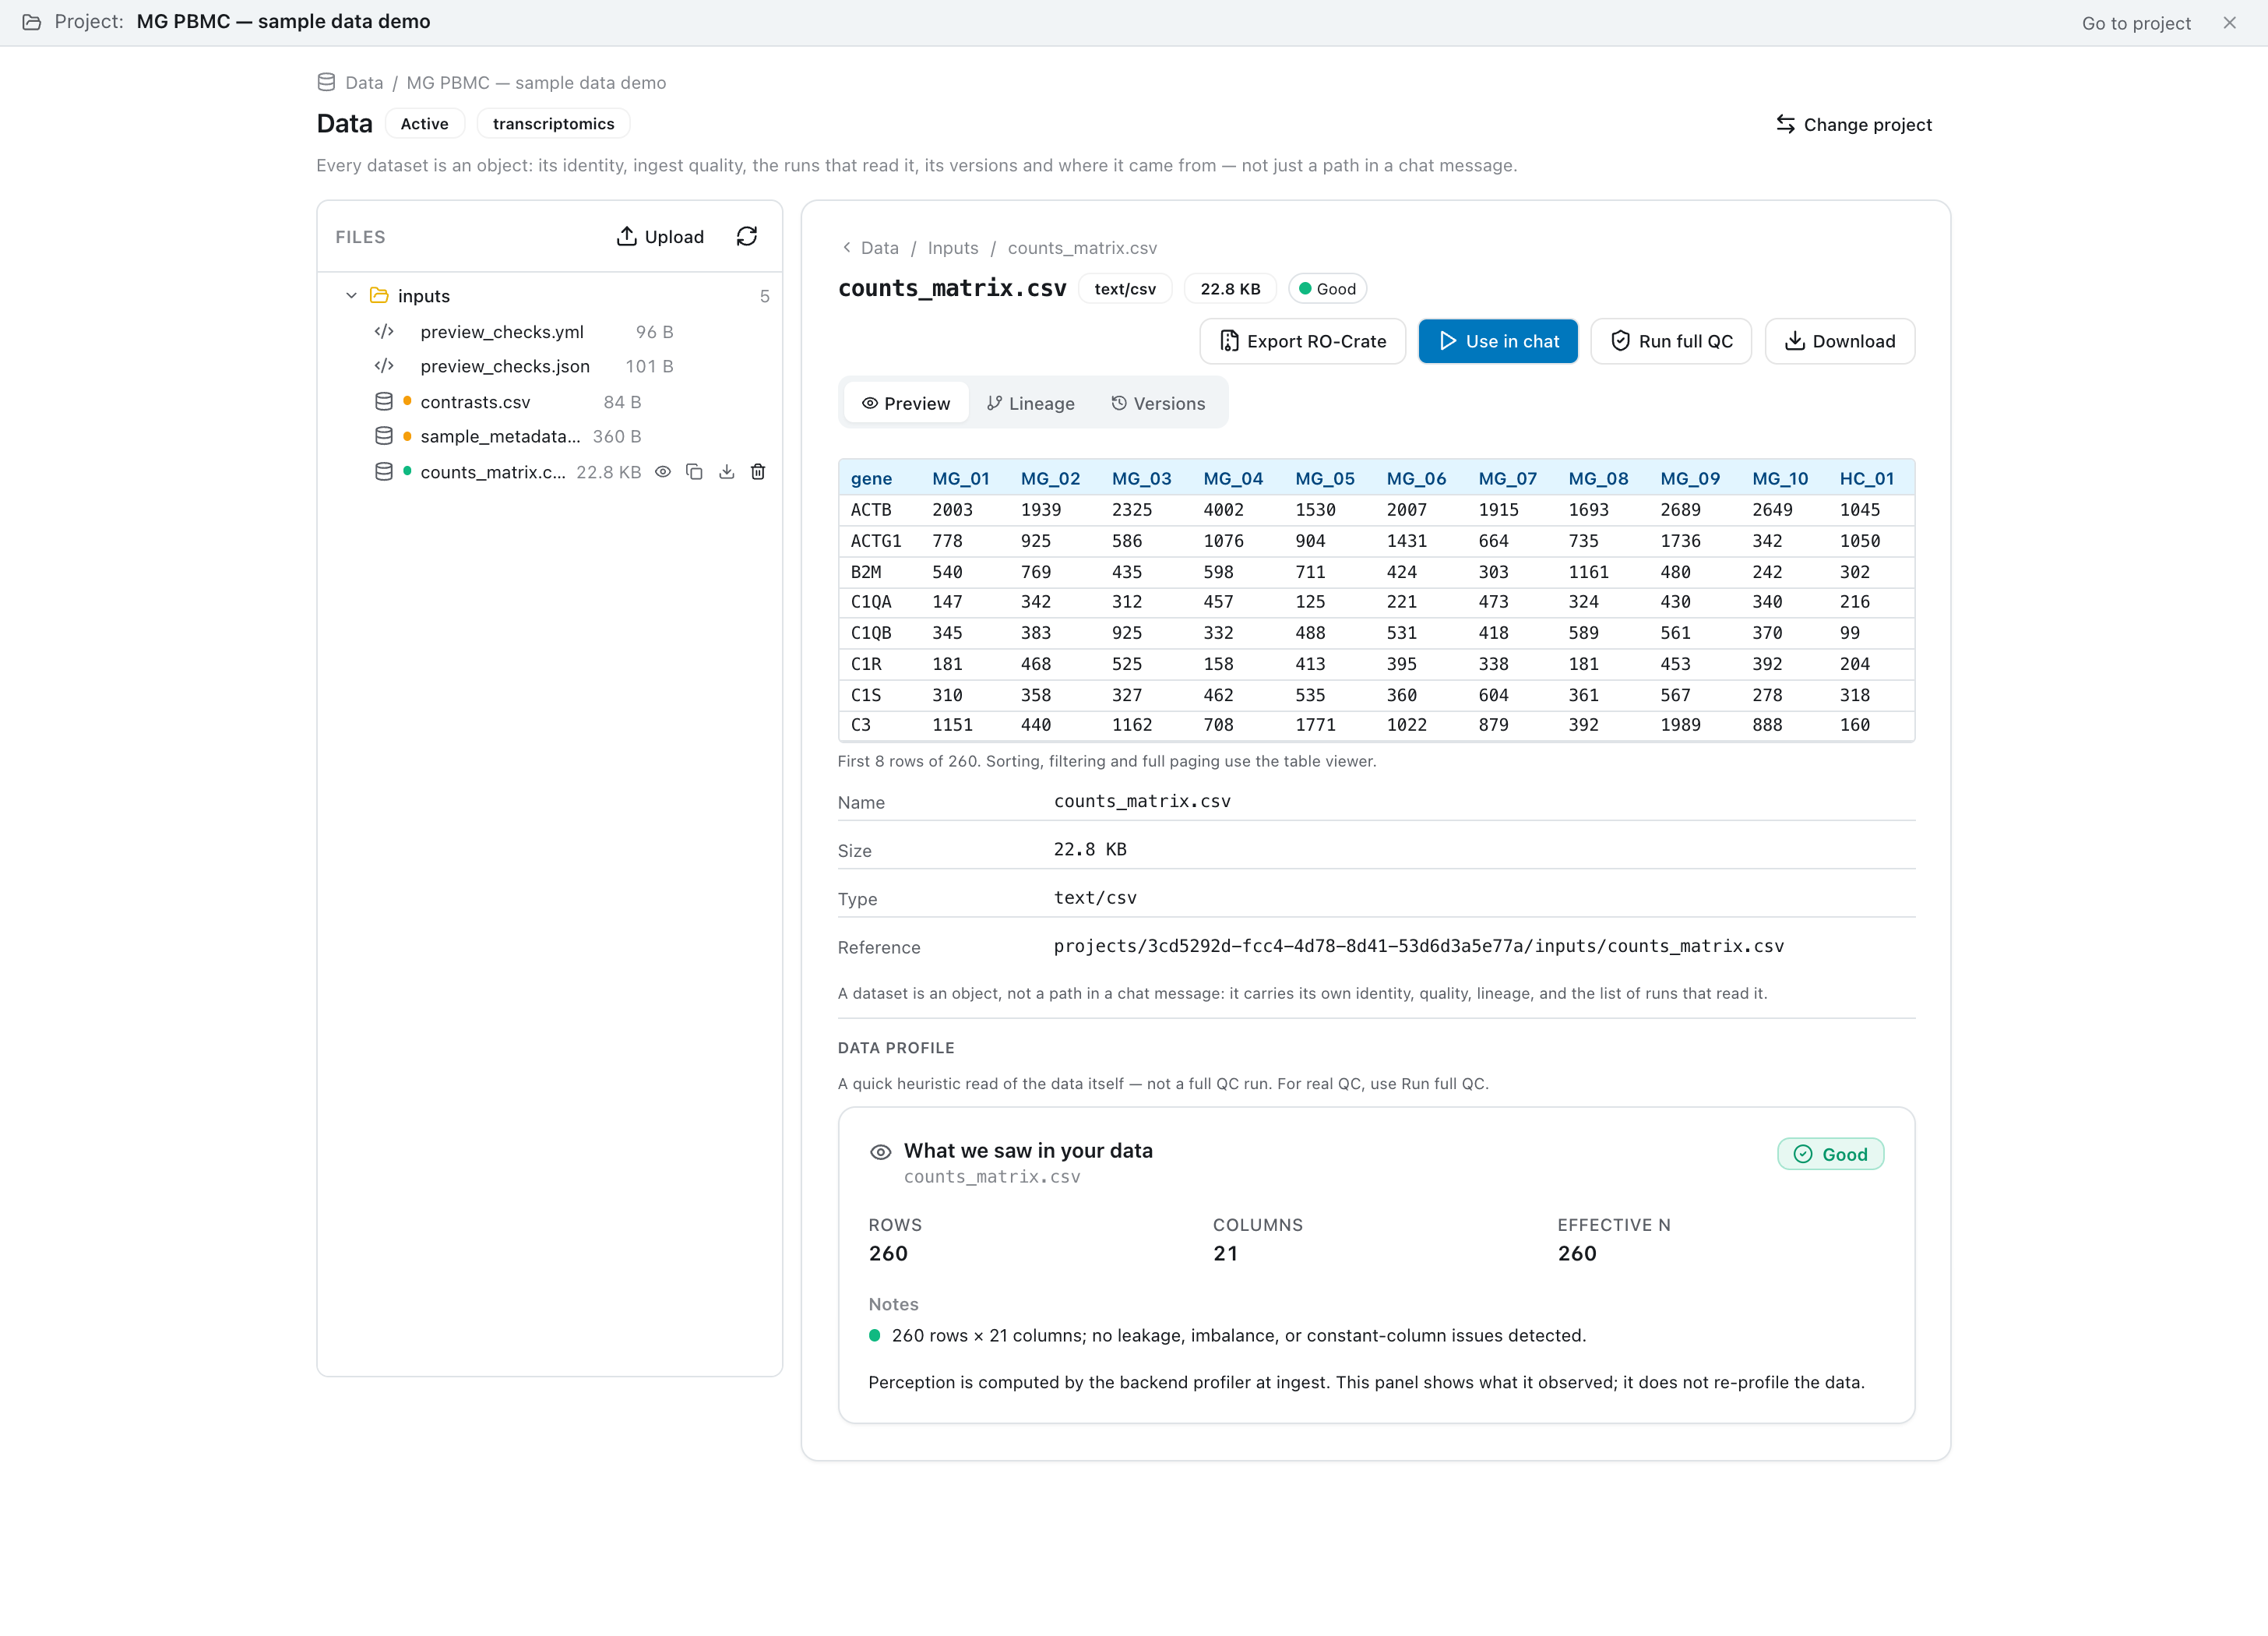 Project: MG PBMC — sample data demo
Go to project
Data / MG PBMC — sample data demo
Data Active transcriptomics
Change project
Every dataset is an object: its identity, ingest quality, the runs that read it, its versions and where it came from — not just a path in a chat message.
FILES Upload
inputs 5
preview_checks.yml 96 B
preview_checks.json 101 B
contrasts.csv 84 B
sample_metadata... 360 B
counts_matrix.c... 22.8 KB
Data / Inputs / counts_matrix.csv
counts_matrix.csv text/csv 22.8 KB Good
Export RO-Crate Use in chat Run full QC Download
Preview Lineage Versions
gene MG_01 MG_02 MG_03 MG_04 MG_05 MG_06 MG_07 MG_08 MG_09 MG_10 HC_01
ACTB 2003 1939 2325 4002 1530 2007 1915 1693 2689 2649 1045
ACTG1 778 925 586 1076 904 1431 664 735 1736 342 1050
B2M 540 769 435 598 711 424 303 1161 480 242 302
C1QA 147 342 312 457 125 221 473 324 430 340 216
C1QB 345 383 925 332 488 531 418 589 561 370 99
C1R 181 468 525 158 413 395 338 181 453 392 204
C1S 310 358 327 462 535 360 604 361 567 278 318
C3 1151 440 1162 708 1771 1022 879 392 1989 888 160
First 8 rows of 260. Sorting, filtering and full paging use the table viewer.
Name counts_matrix.csv
Size 22.8 KB
Type text/csv
Reference projects/3cd5292d-fcc4-4d78-8d41-53d6d3a5e77a/inputs/counts_matrix.csv
A dataset is an object, not a path in a chat message: it carries its own identity, quality, lineage, and the list of runs that read it.
DATA PROFILE
A quick heuristic read of the data itself — not a full QC run. For real QC, use Run full QC.
What we saw in your data
counts_matrix.csv
Good
ROWS COLUMNS EFFECTIVE N
260 21 260
Notes
260 rows × 21 columns; no leakage, imbalance, or constant-column issues detected.
Perception is computed by the backend profiler at ingest. This panel shows what it observed; it does not re-profile the data.